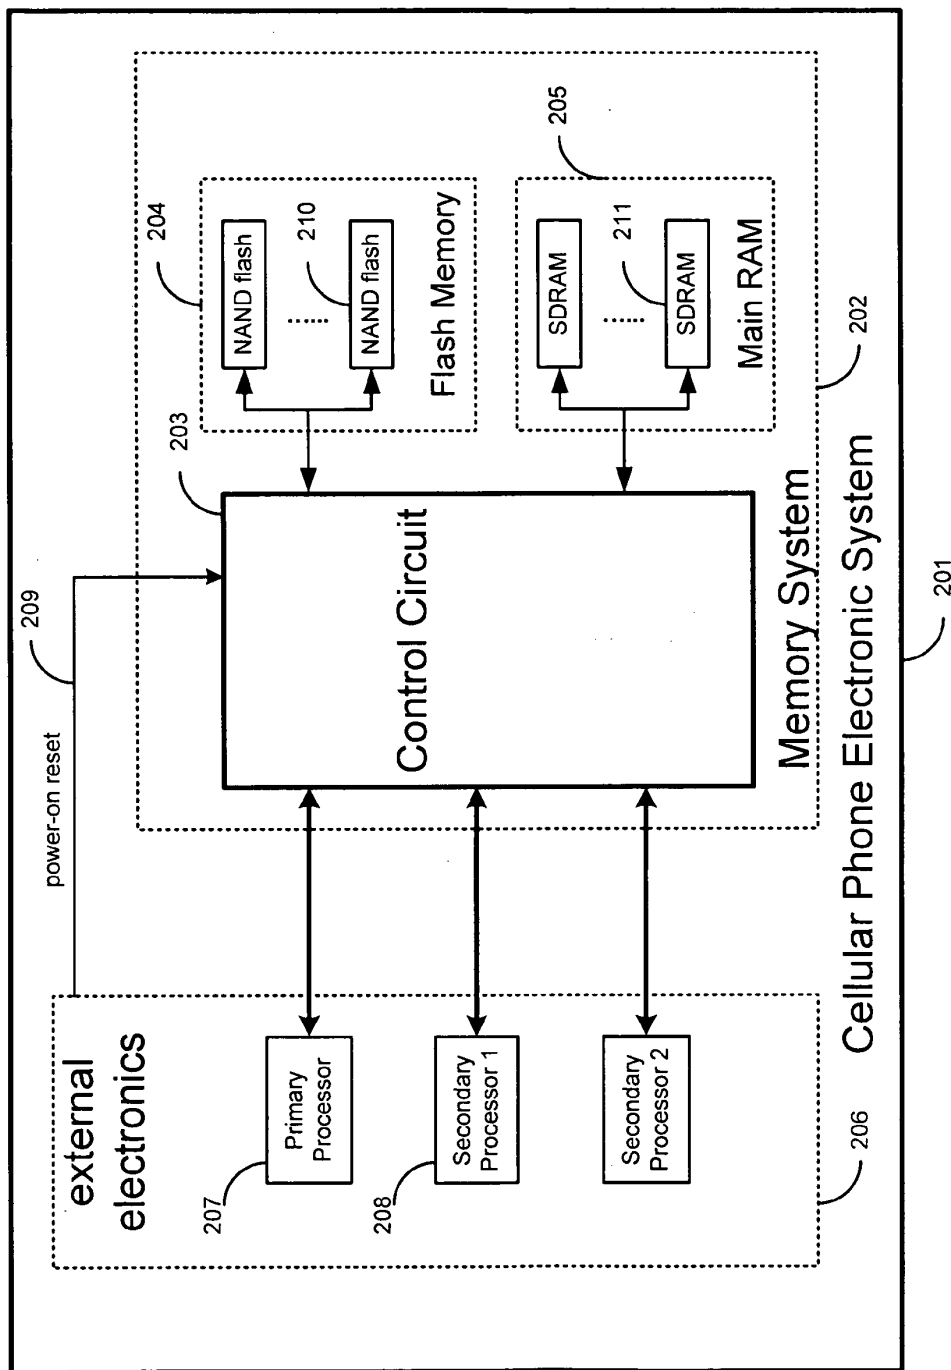 external
electronics
207
Primary
Processor
208
Secondary
Processor 1
Secondary
Processor 2
206
power-on reset
209
203
Control Circuit
Memory System
204
NAND flash
210
NAND flash
Flash Memory
205
SDRAM
211
SDRAM
Main RAM
202
Cellular Phone Electronic System
201